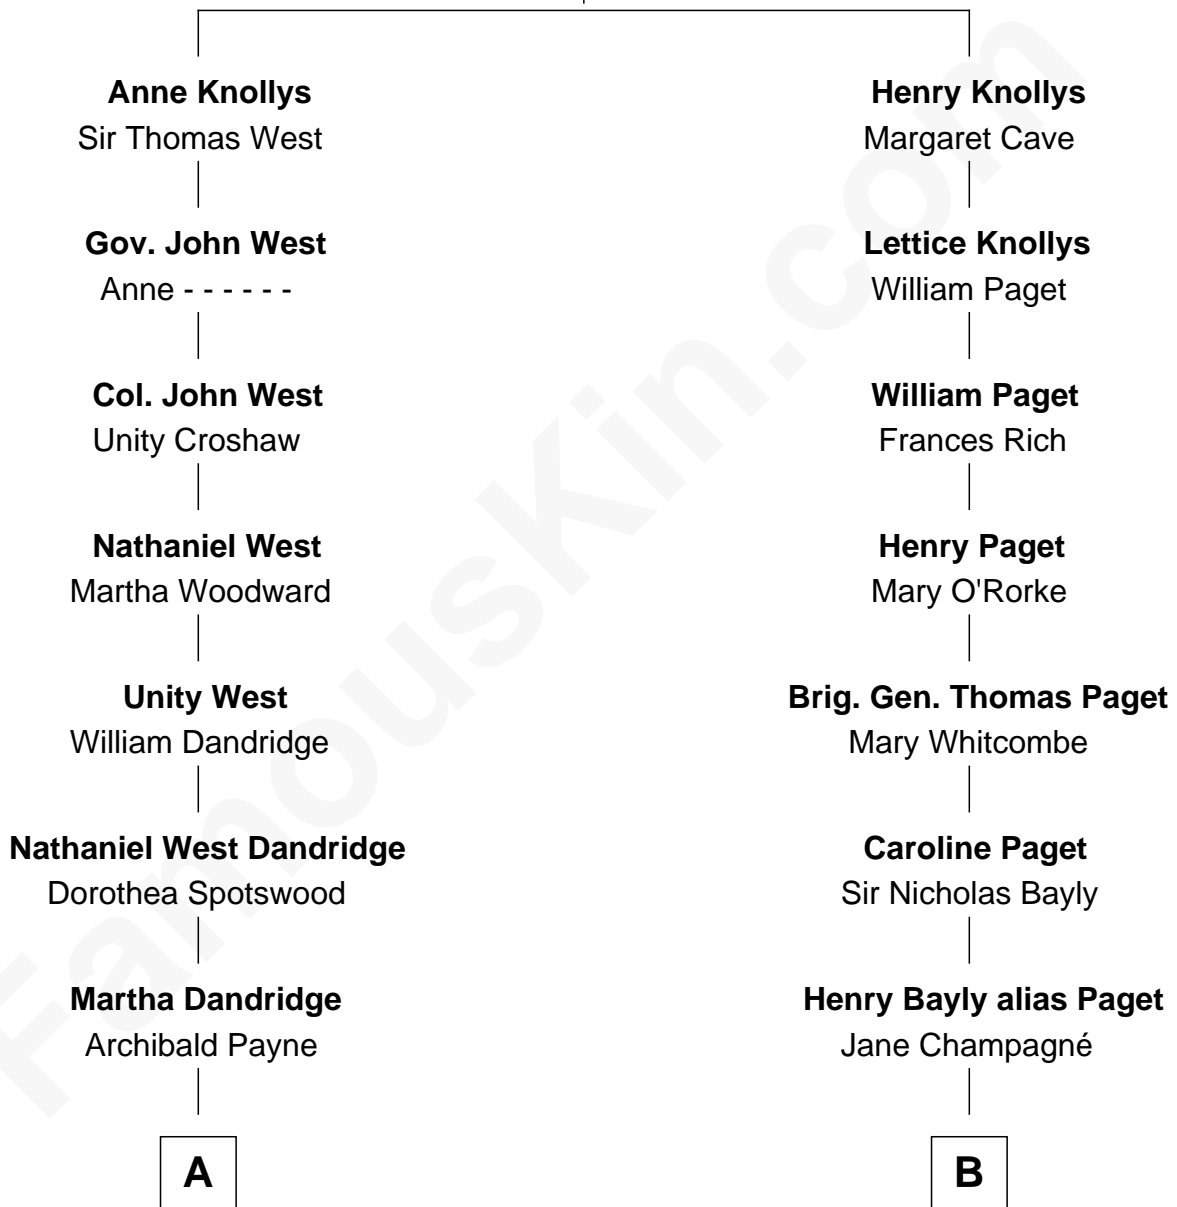 Anne Knollys
Sir Thomas West
Henry Knollys
Margaret Cave
Gov. John West
Anne - - - - - -
Lettice Knollys
William Paget
Col. John West
Unity Croshaw
William Paget
Frances Rich
Nathaniel West
Martha Woodward
Henry Paget
Mary O'Rorke
Unity West
William Dandridge
Brig. Gen. Thomas Paget
Mary Whitcombe
Nathaniel West Dandridge
Dorothea Spotswood
Caroline Paget
Sir Nicholas Bayly
Martha Dandridge
Archibald Payne
Henry Bayly alias Paget
Jane Champagné
A
B
FamousKin.com